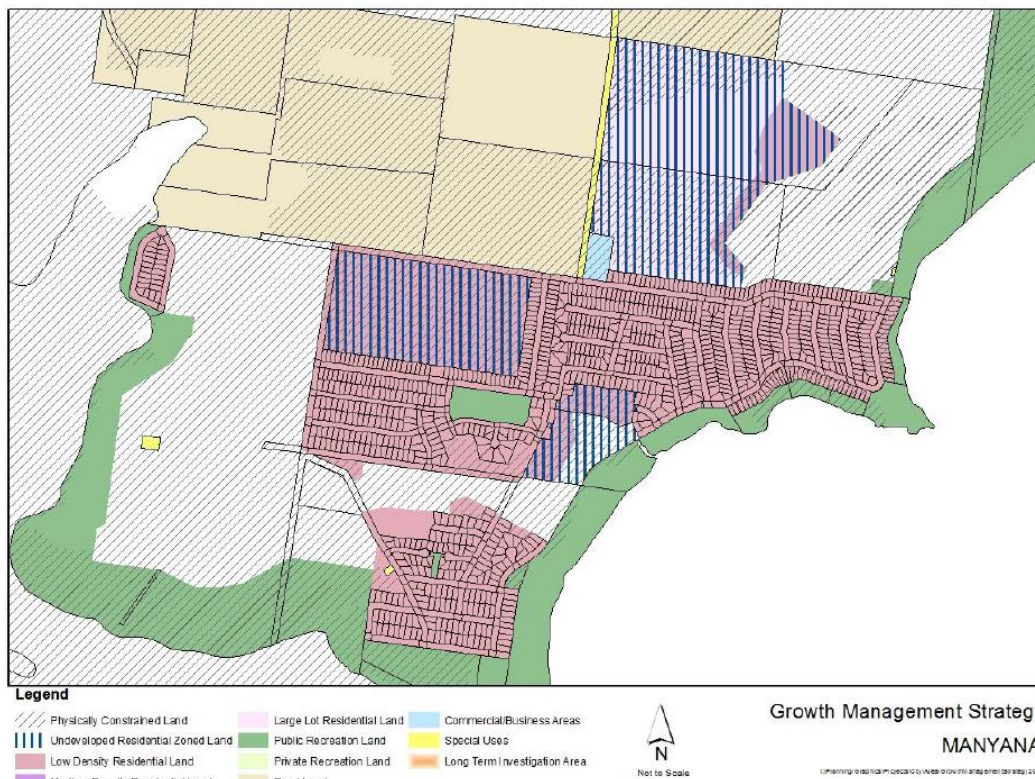 Legend
Physically Constrained Land
Undeveloped Residential Zoned Land
Low Density Residential Land
Large Lot Residential Land
Public Recreation Land
Private Recreation Land
Commercial/Business Areas
Special Uses
Long Term Investigation Area
N
Not to Scale
Growth Management Strateg
MANYANA